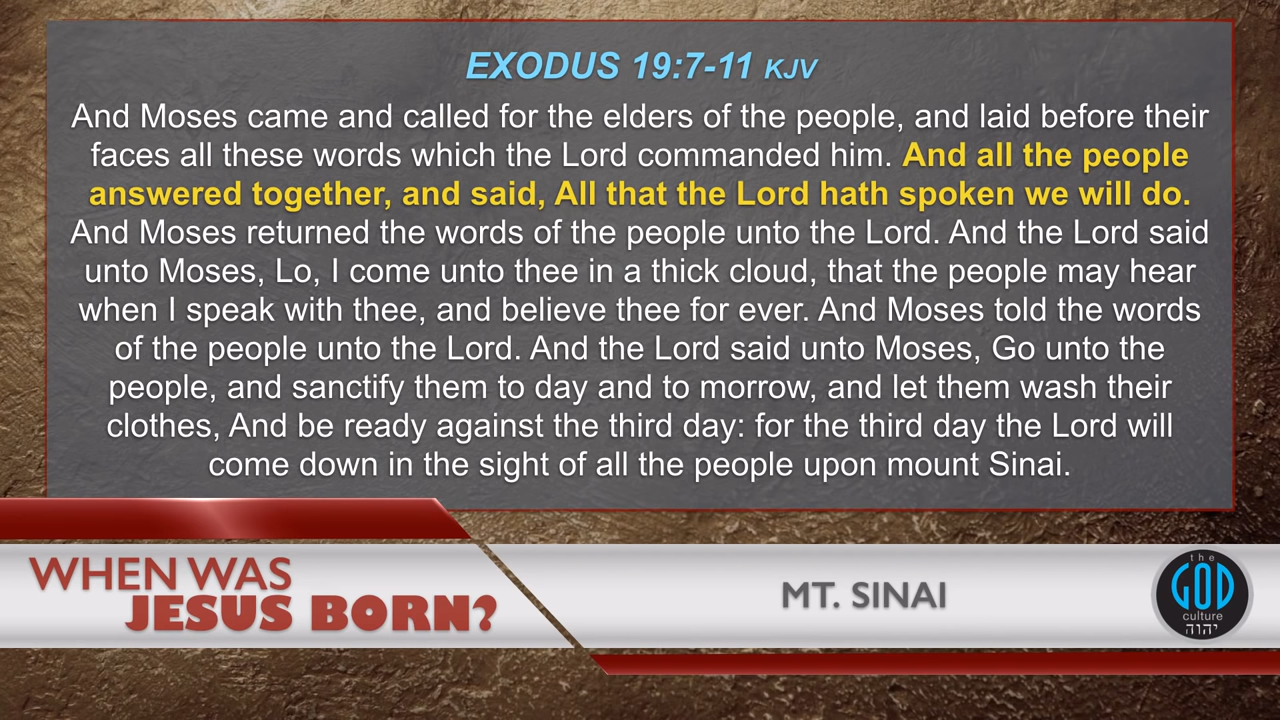 EXODUS 19:7-11 KJV
And Moses came and called for the elders of the people, and laid before their
faces all these words which the Lord commanded him. And all the people
answered together, and said, All that the Lord hath spoken we will do.
And Moses returned the words of the people unto the Lord. And the Lord said
unto Moses, Lo, I come unto thee in a thick cloud, that the people may hear
when I speak with thee, and believe thee for ever. And Moses told the words
of the people unto the Lord. And the Lord said unto Moses, Go unto the
people, and sanctify them to day and to morrow, and let them wash their
clothes, And be ready against the third day: for the third day the Lord will
come down in the sight of all the people upon mount Sinai.
WHEN WAS
JESUS BORN?
MT. SINAI
the
GOD
culture
יהוה